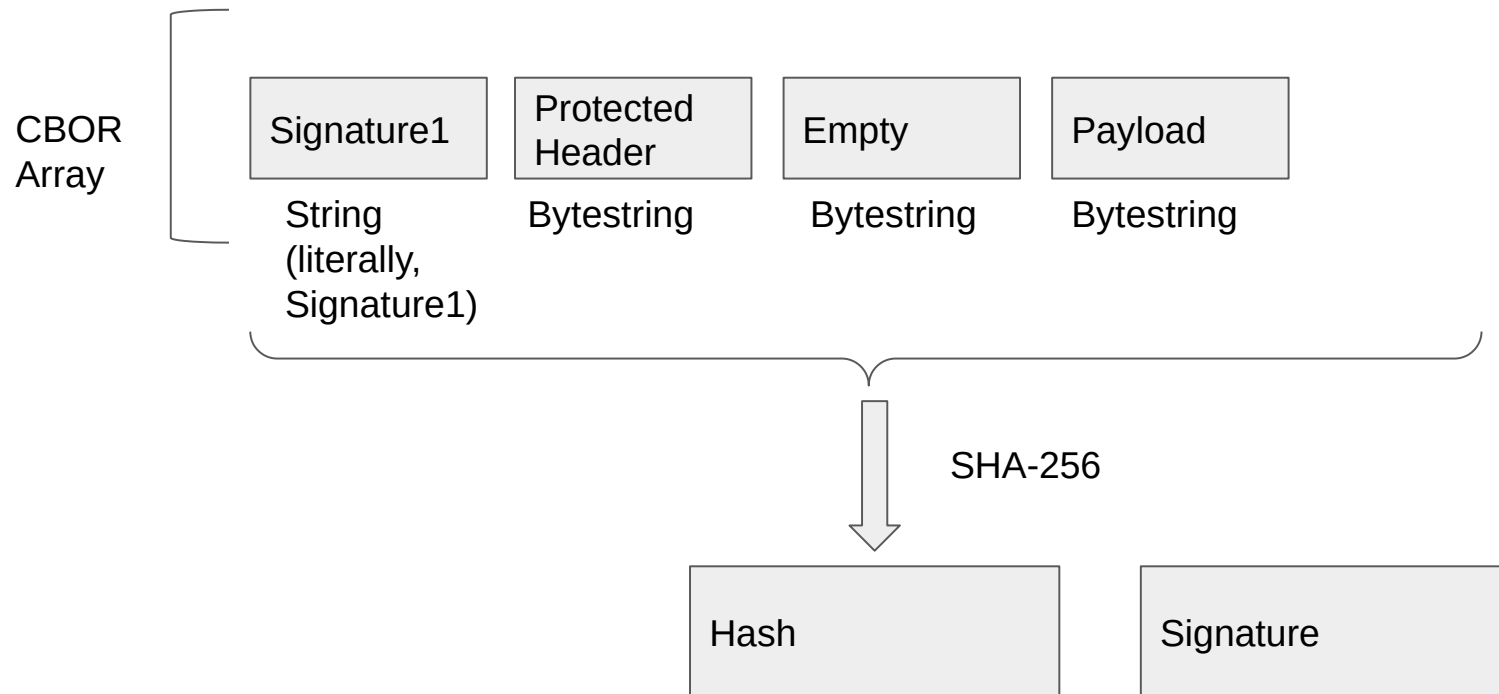 CBOR
Array
Signature1
Protected
Header
Empty
Payload
String
(literally,
Signature1)
Bytestring
Bytestring
Bytestring
SHA-256
Hash
Signature